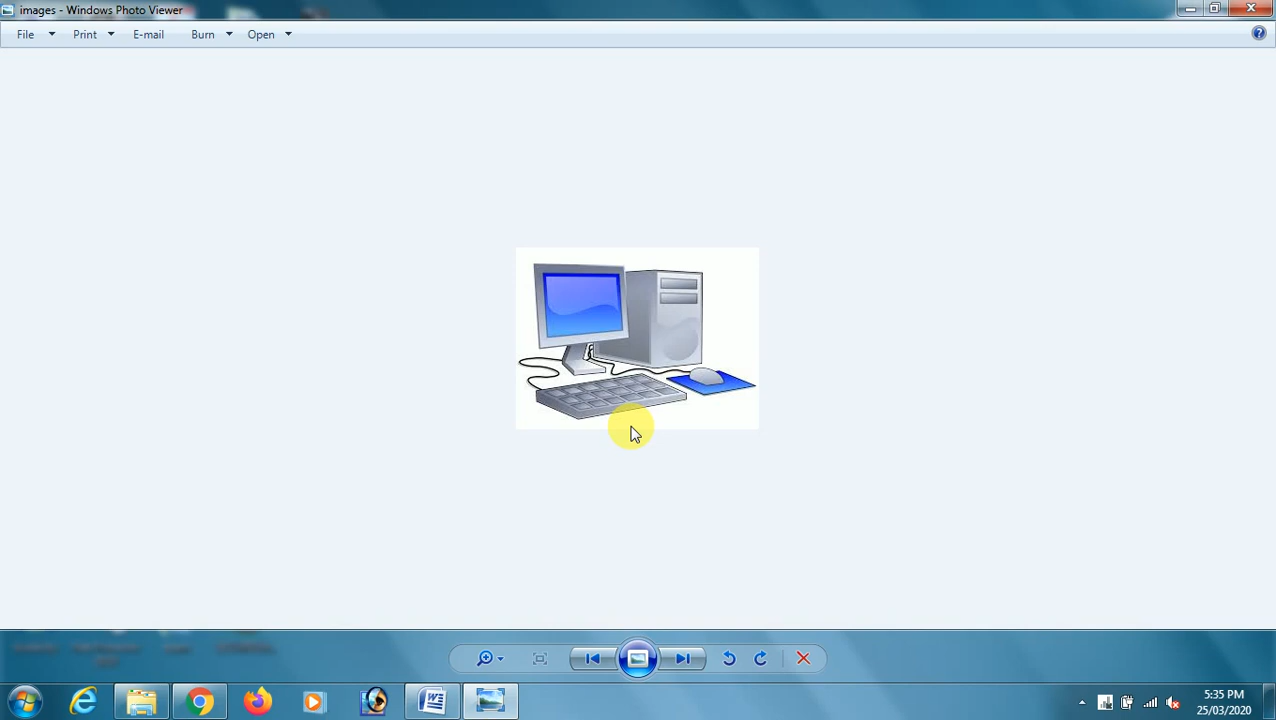 images - Windows Photo Viewer
File Print E-mail Burn Open
5:35 PM
25/03/2020